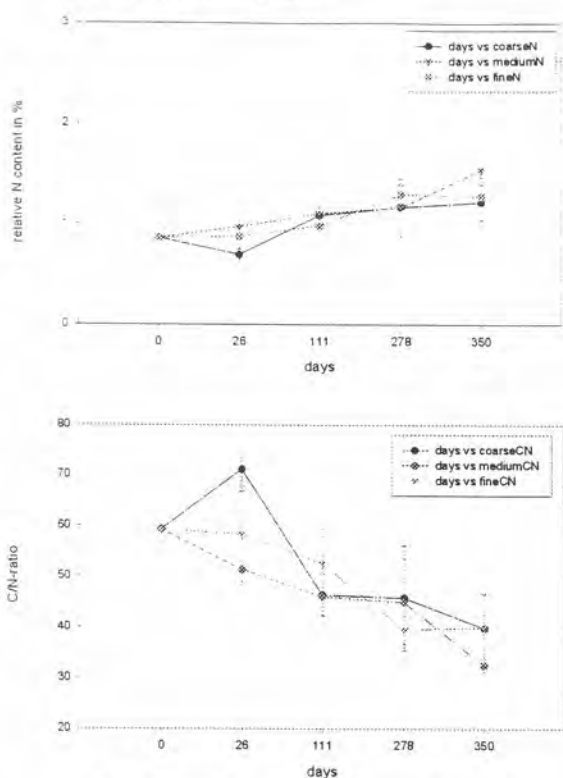 3
days vs coarseN
days vs mediumN
days vs fineN
2
relative N content in %
1
0
0 26 111 278 350
days
80
days vs coarseCN
days vs mediumCN
days vs fineCN
70
60
C/N-ratio
50
40
30
20
0 26 111 278 350
days